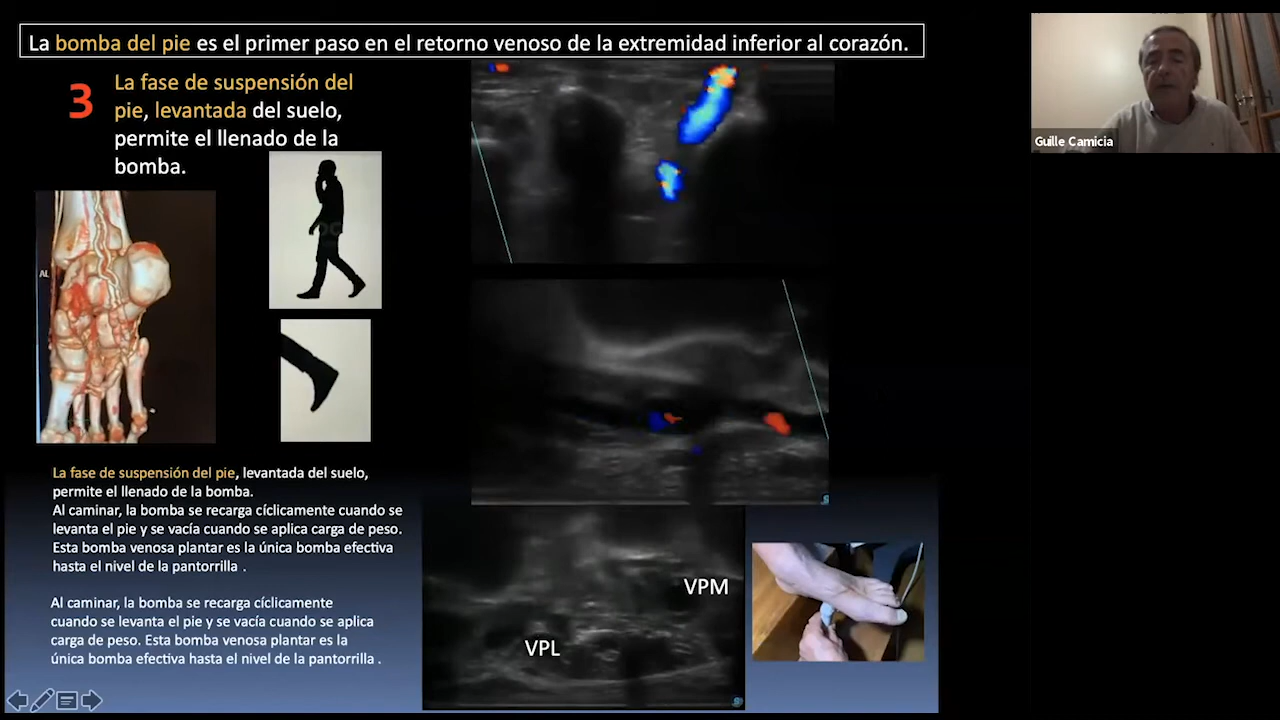 La bomba del pie es el primer paso en el retorno venoso de la extremidad inferior al corazón.
3
La fase de suspensión del
pie, levantada del suelo,
permite el llenado de la
bomba.
AL
La fase de suspensión del pie, levantada del suelo,
permite el llenado de la bomba.
Al caminar, la bomba se recarga cíclicamente cuando se
levanta el pie y se vacía cuando se aplica carga de peso.
Esta bomba venosa plantar es la única bomba efectiva
hasta el nivel de la pantorrilla .
Al caminar, la bomba se recarga cíclicamente
cuando se levanta el pie y se vacía cuando se aplica
carga de peso. Esta bomba venosa plantar es la
única bomba efectiva hasta el nivel de la pantorrilla .
VPM
VPL
Guille Camicia